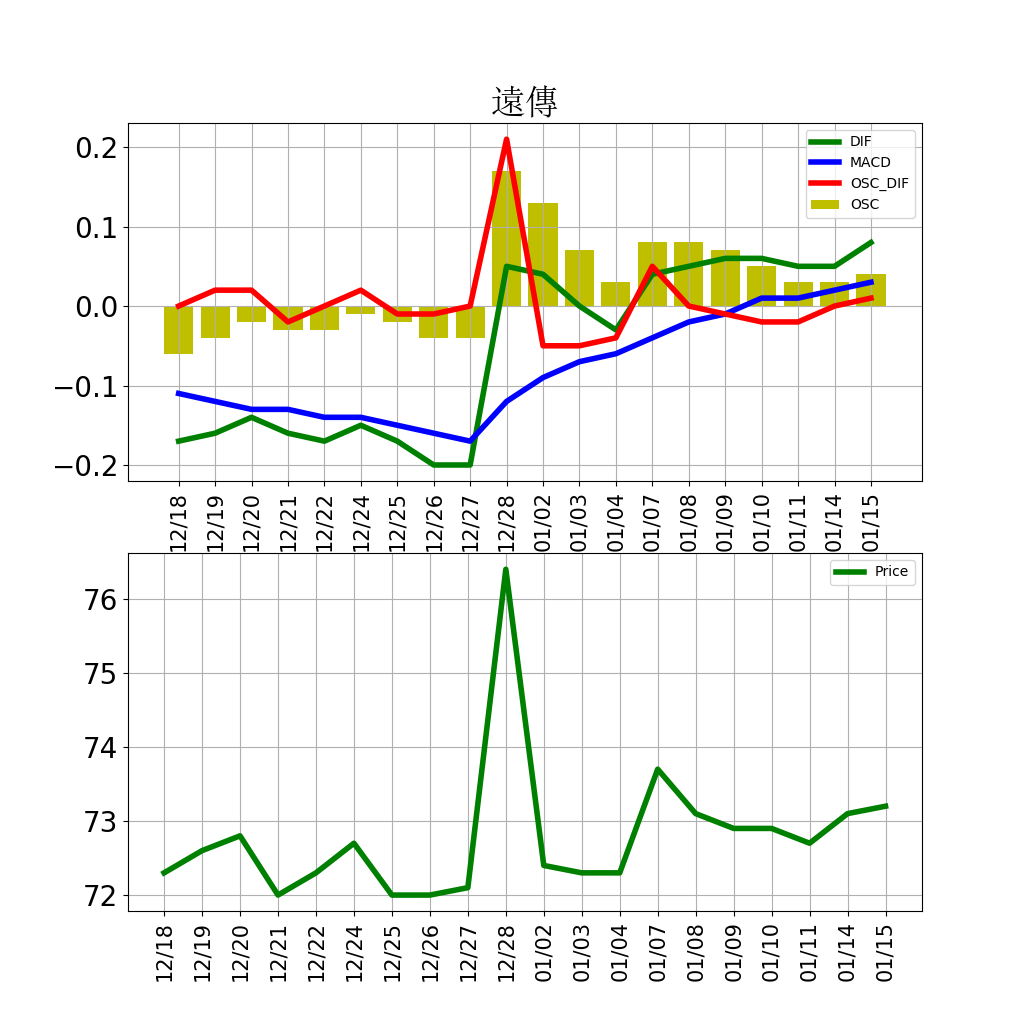 遠傳
0.2
0.1
0.0
−0.1
−0.2
DIF
MACD
OSC_DIF
OSC
12/18 12/19 12/20 12/21 12/22 12/24 12/25 12/26 12/27 12/28 01/02 01/03 01/04 01/07 01/08 01/09 01/10 01/11 01/14 01/15
Price
76
75
74
73
72
12/18 12/19 12/20 12/21 12/22 12/24 12/25 12/26 12/27 12/28 01/02 01/03 01/04 01/07 01/08 01/09 01/10 01/11 01/14 01/15